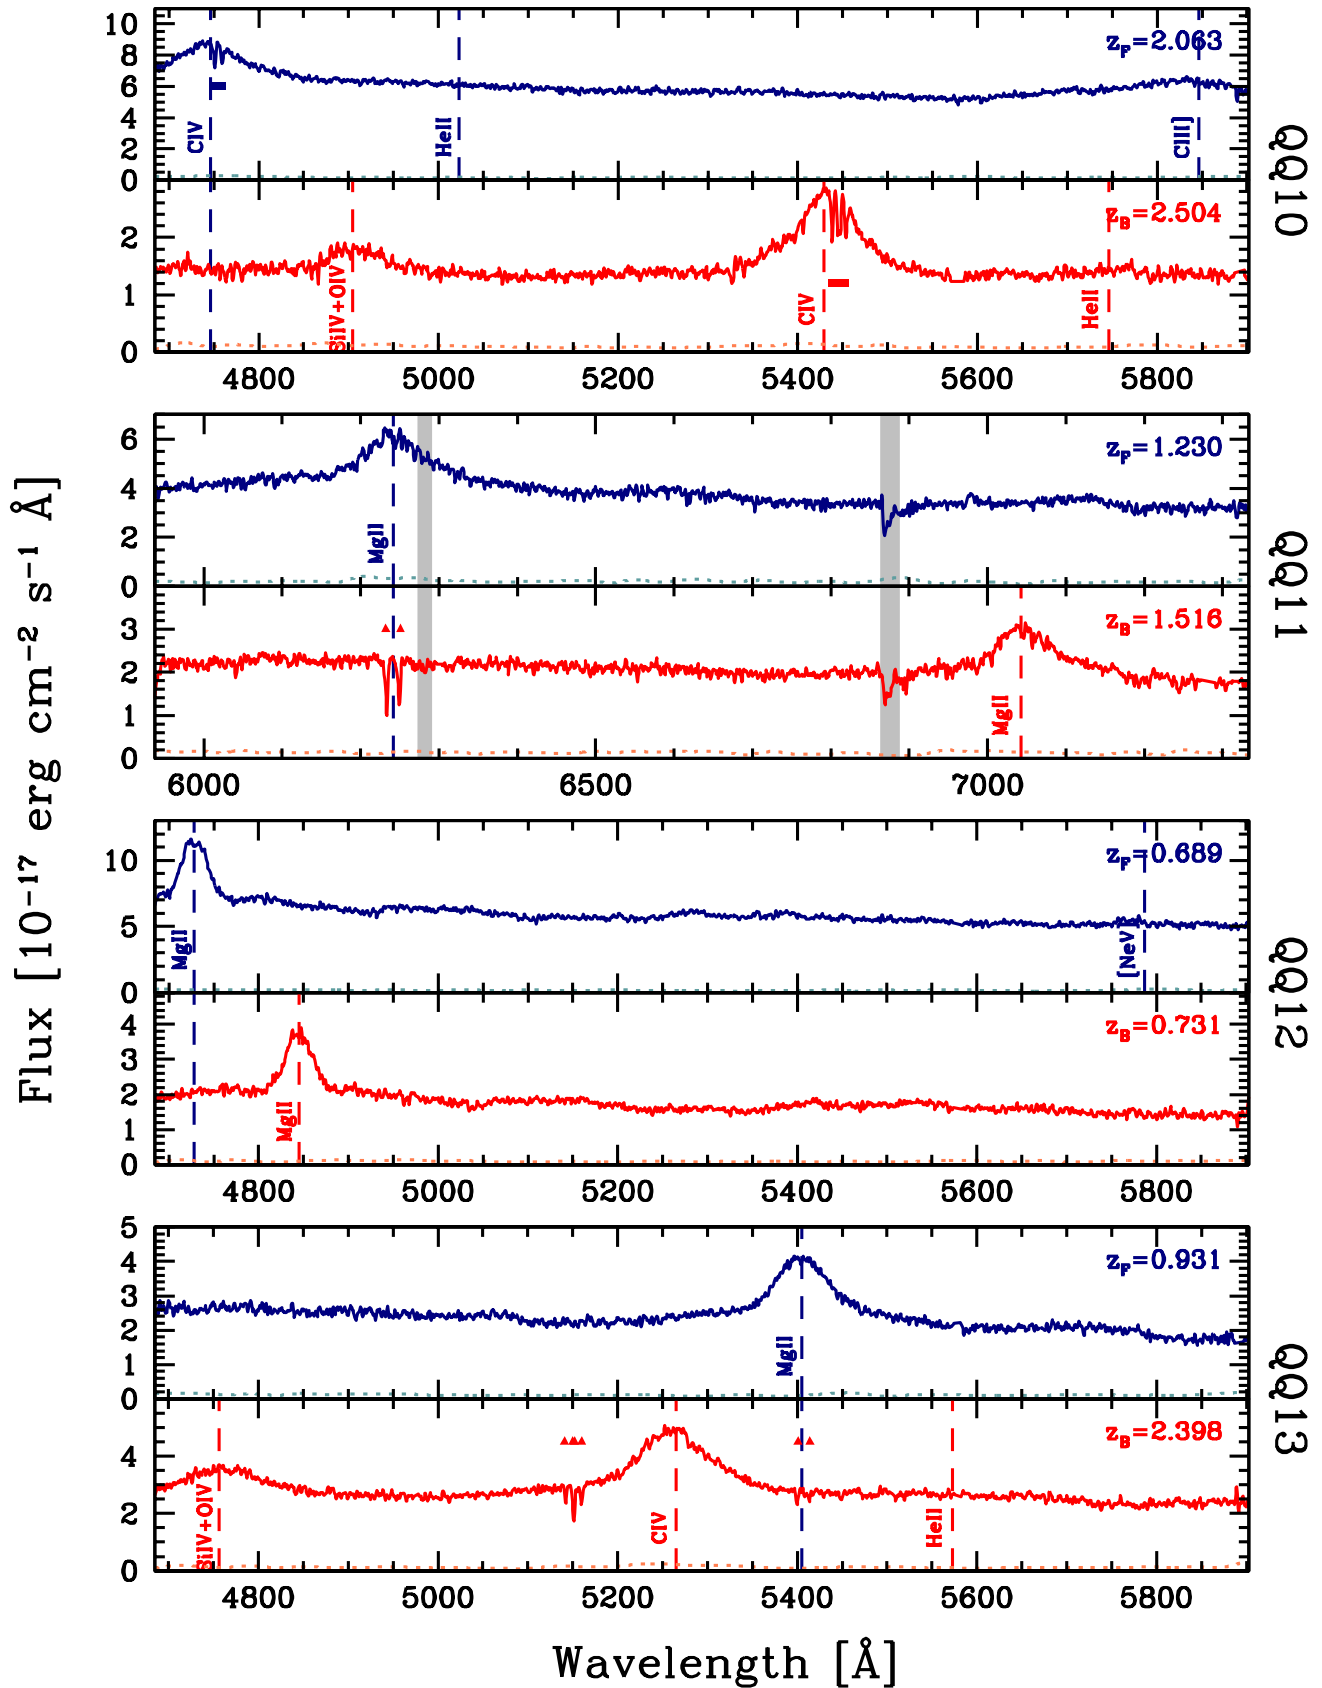 10
8
6
4
2
0
z_F=2.063
CIV
HeII
CIII]
QQ10
2
1
0
z_B=2.504
SiIV+OIV
CIV
HeII
4800 5000 5200 5400 5600 5800
6
4
2
0
z_F=1.230
MgII
QQ11
3
2
1
0
z_B=1.516
MgII
6000 6500 7000
10
5
0
z_F=0.689
MgII
[NeV]
QQ12
4
3
2
1
0
z_B=0.731
MgII
4800 5000 5200 5400 5600 5800
5
4
3
2
1
0
z_F=0.931
MgII
QQ13
4
2
0
z_B=2.398
SiIV+OIV
CIV
HeII
4800 5000 5200 5400 5600 5800
Wavelength [Å]
Flux [10⁻¹⁷ erg cm⁻² s⁻¹ Å]